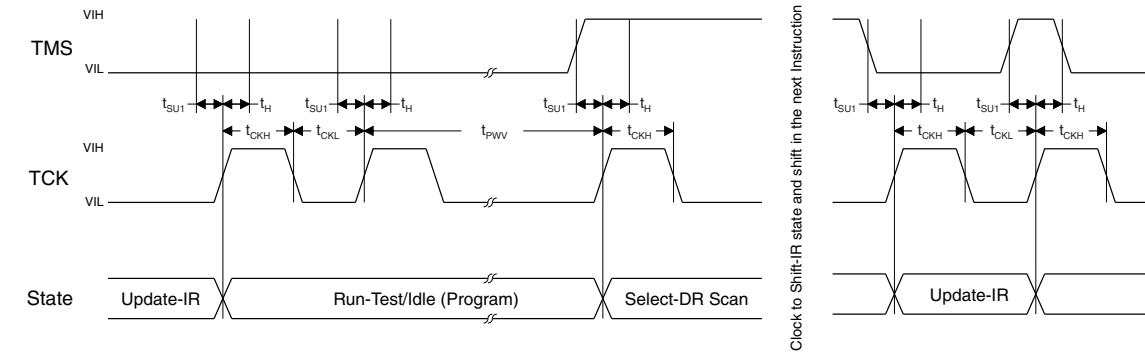 VIH
TMS
VIL
tSU1 tH tSU1 tH tSU1 tH tSU1 tH tSU1 tH
tCKH tCKL tPWV tCKH tCKH tCKL tCKH
VIH
TCK
VIL
State Update-IR Run-Test/Idle (Program) Select-DR Scan Update-IR
Clock to Shift-IR state and shift in the next Instruction